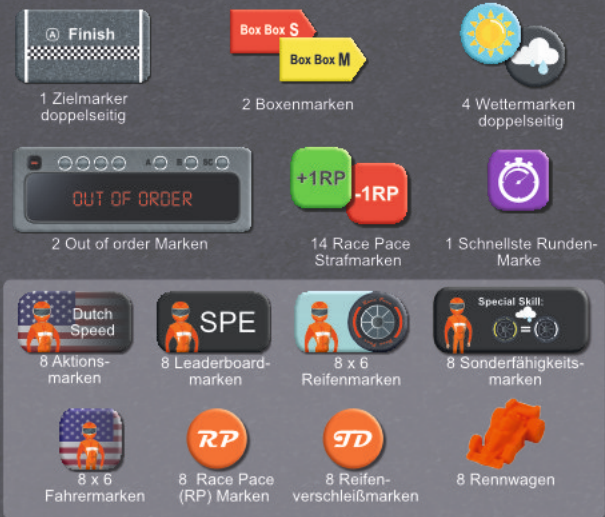 A Finish
Box Box S
Box Box M
1 Zielmarker
doppelseitig
2 Boxenmarken
4 Wettermarken
doppelseitig
A B SC
OUT OF ORDER
+1RP
-1RP
2 Out of order Marken
14 Race Pace
Strafmarken
1 Schnellste Runden-
Marke
Dutch
Speed
SPE
Special Skill:
=
8 Aktions-
marken
8 Leaderboard-
marken
8 x 6
Reifenmarken
8 Sonderfähigkeits-
marken
RP
TD
8 x 6
Fahrermarken
8 Race Pace
(RP) Marken
8 Reifen-
verschleißmarken
8 Rennwagen